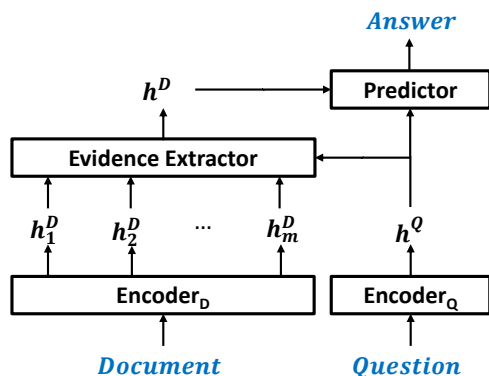 Answer
h^D
Predictor
Evidence Extractor
h_1^D h_2^D ... h_m^D h^Q
Encoder_D Encoder_Q
Document Question